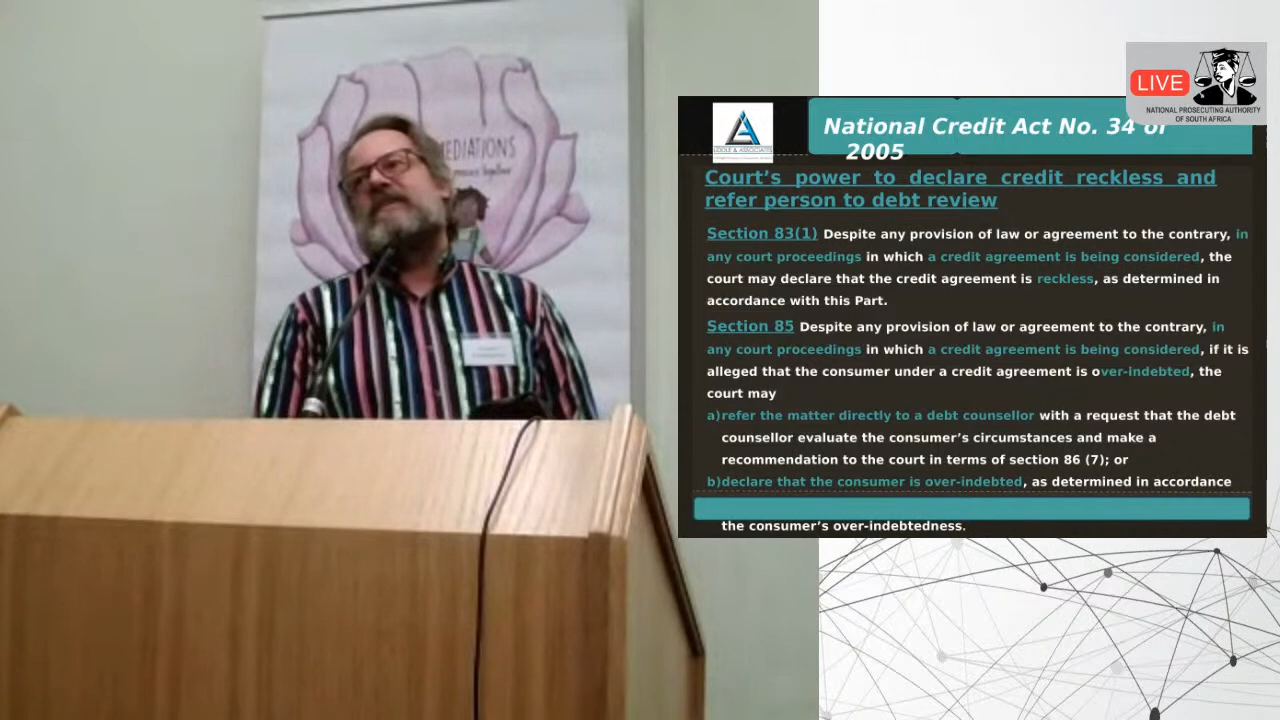 MEDIATIONS
together
LIVE
NATIONAL PROSECUTING AUTHORITY
OF SOUTH AFRICA
& ASSOCIATES
National Credit Act No. 34 of
2005
Court’s power to declare credit reckless and
refer person to debt review
Section 83(1) Despite any provision of law or agreement to the contrary, in
any court proceedings in which a credit agreement is being considered, the
court may declare that the credit agreement is reckless, as determined in
accordance with this Part.
Section 85 Despite any provision of law or agreement to the contrary, in
any court proceedings in which a credit agreement is being considered, if it is
alleged that the consumer under a credit agreement is over-indebted, the
court may
a)refer the matter directly to a debt counsellor with a request that the debt
counsellor evaluate the consumer’s circumstances and make a
recommendation to the court in terms of section 86 (7); or
b)declare that the consumer is over-indebted, as determined in accordance
the consumer’s over-indebtedness.